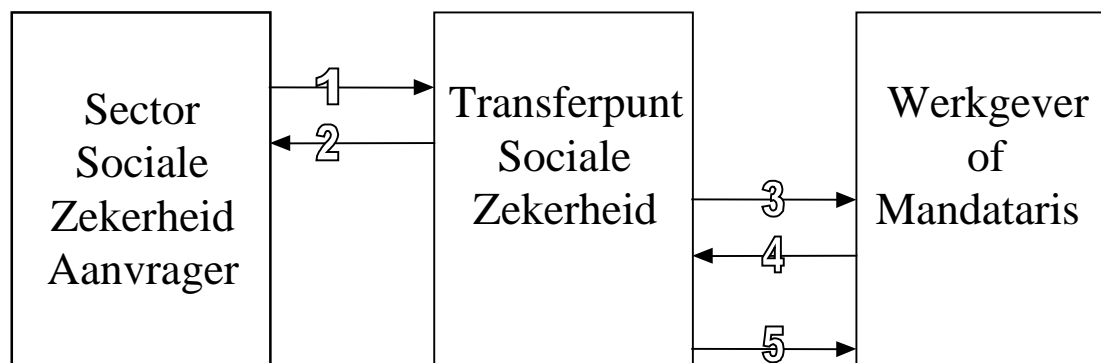 Sector
Sociale
Zekerheid
Aanvrager
1
2
Transferpunt
Sociale
Zekerheid
3
4
5
Werkgever
of
Mandataris